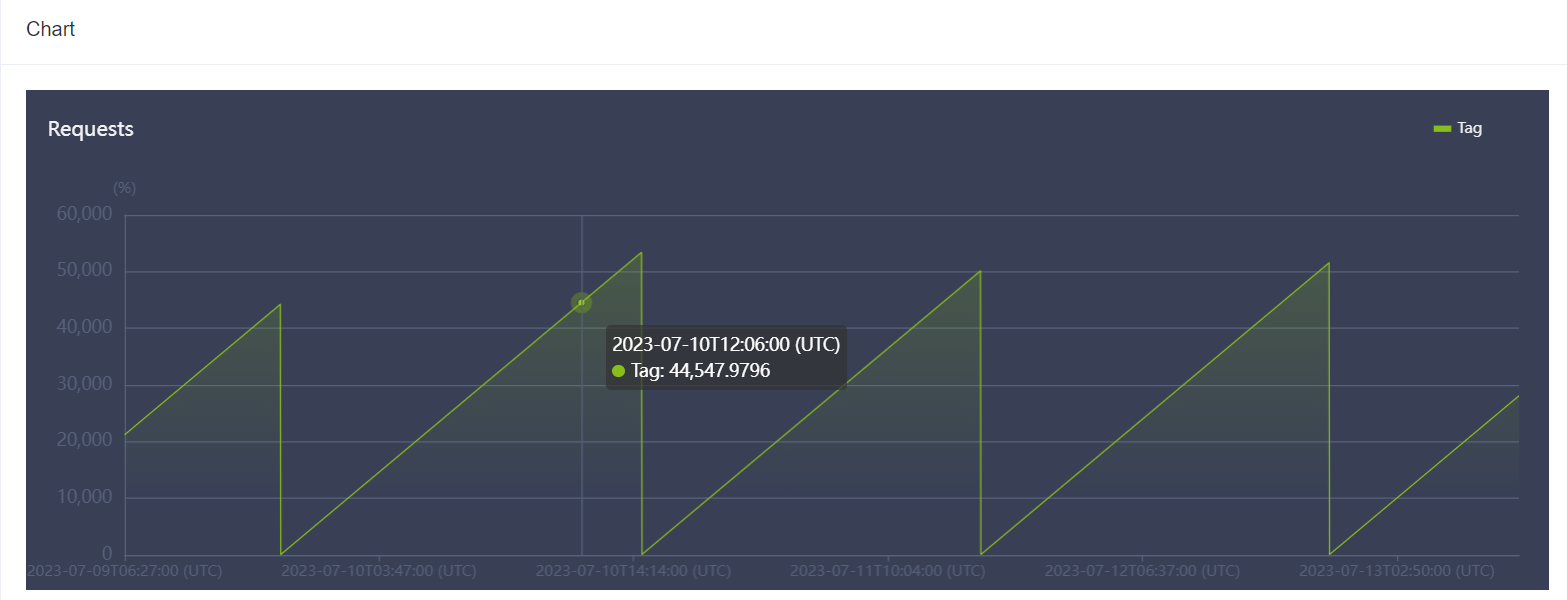 Chart
Requests
Tag
(%)
60,000
50,000
40,000
2023-07-10T12:06:00 (UTC)
Tag: 44,547.9796
30,000
20,000
10,000
0
2023-07-09T06:27:00 (UTC)
2023-07-10T03:47:00 (UTC)
2023-07-10T14:14:00 (UTC)
2023-07-11T10:04:00 (UTC)
2023-07-12T06:37:00 (UTC)
2023-07-13T02:50:00 (UTC)